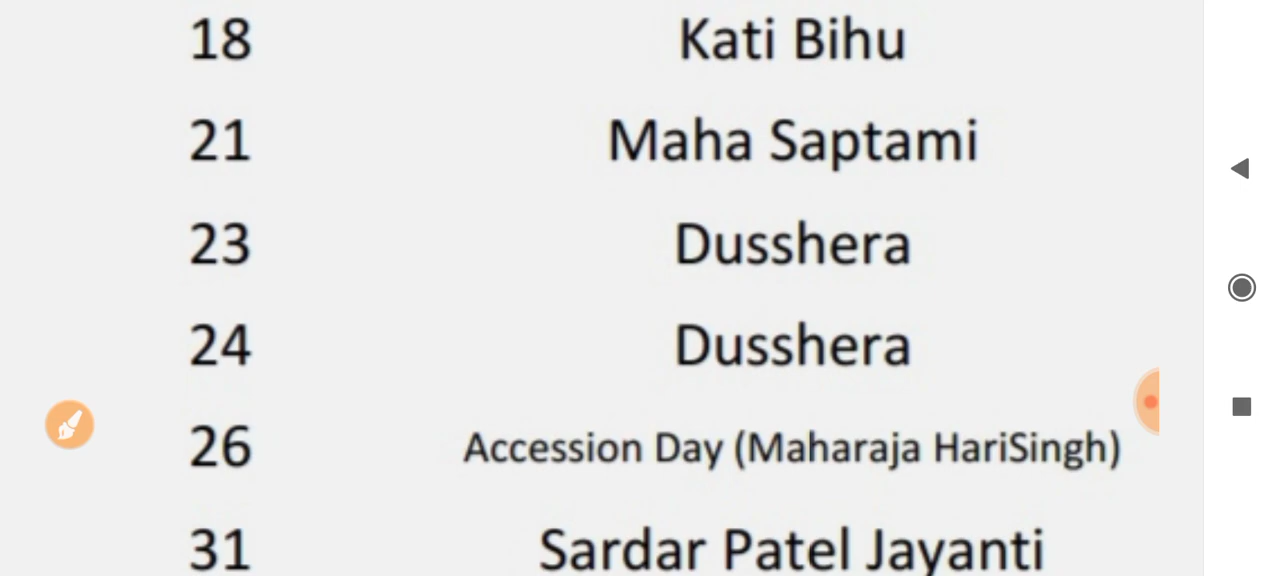 18 Kati Bihu
21 Maha Saptami
23 Dusshera
24 Dusshera
26 Accession Day (Maharaja HariSingh)
31 Sardar Patel Jayanti